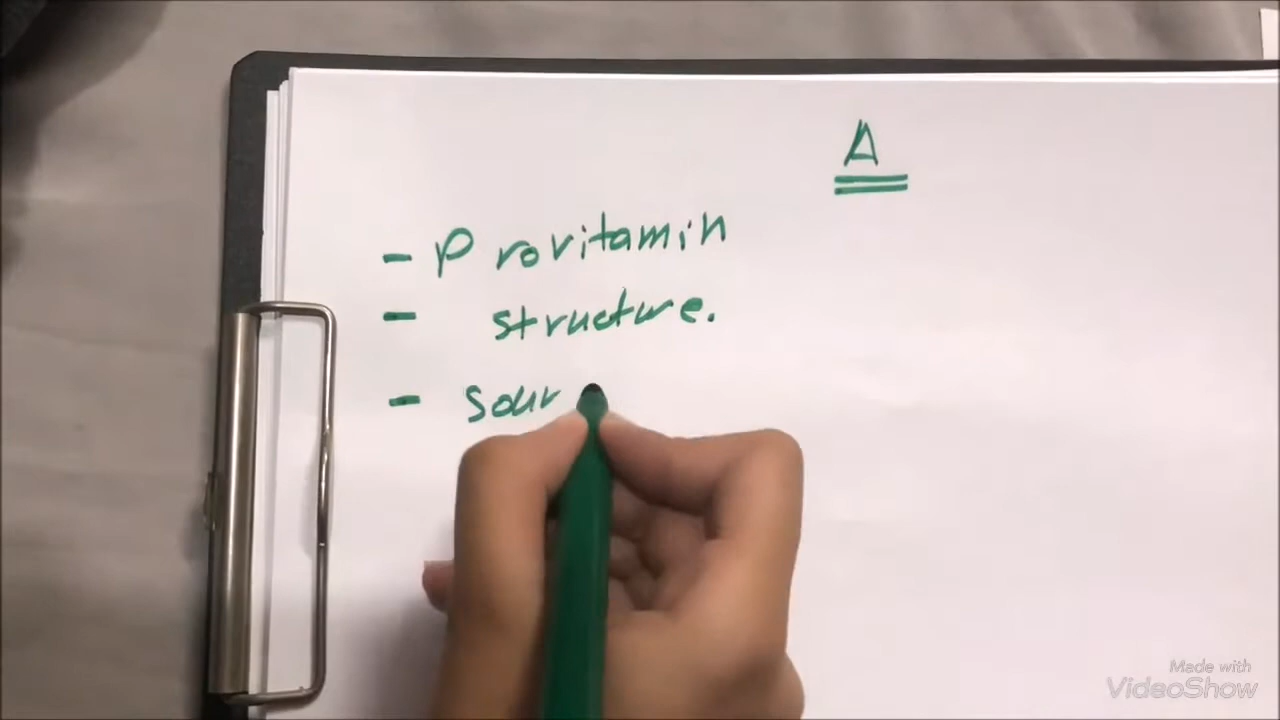 A
- Provitamin
- structure.
- sour
Made with
VideoShow